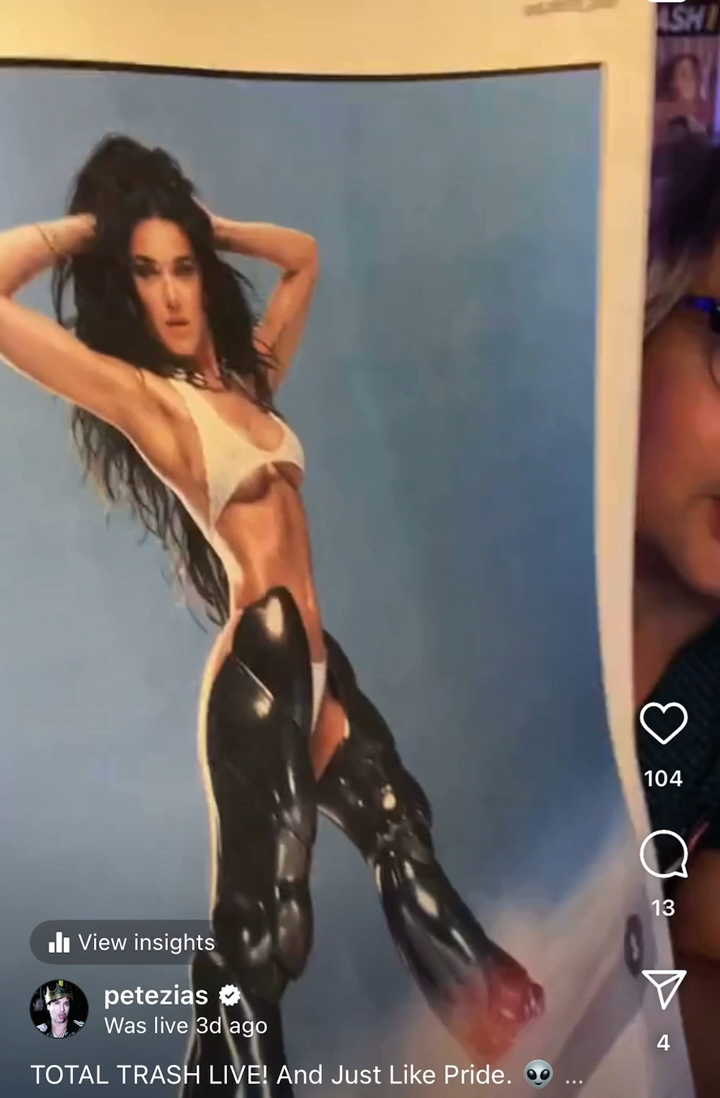 ASH!
View insights
petezias
Was live 3d ago
TOTAL TRASH LIVE! And Just Like Pride. 👽 ...
104
13
4